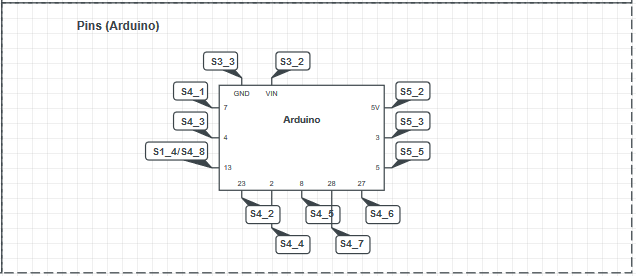 Pins (Arduino)
S3_3 S3_2
S4_1 GND VIN S5_2
7 5V
S4_3 Arduino S5_3
4 3
S1_4/S4_8 S5_5
13 5
23 2 8 28 27
S4_2 S4_5 S4_6
S4_4 S4_7